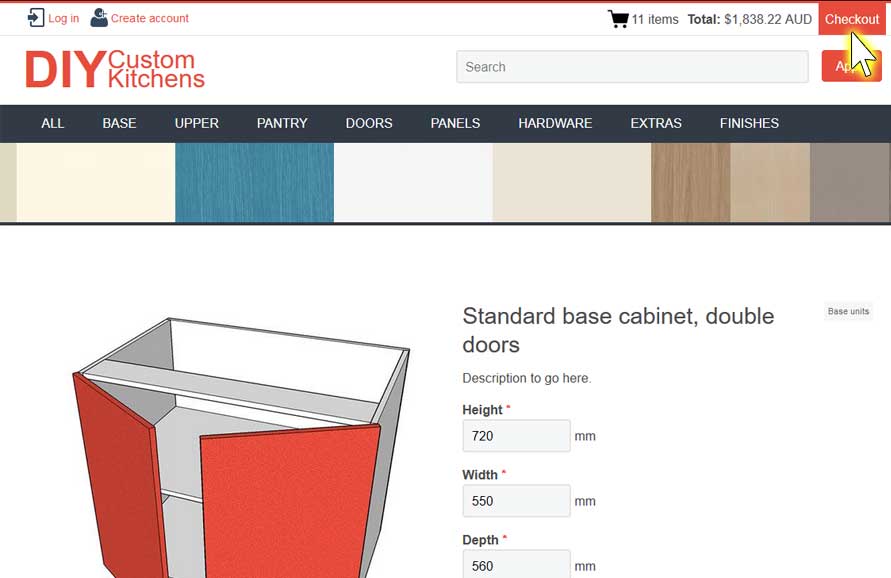 Log in Create account 11 items Total: $1,838.22 AUD Checkout
DIY Custom Kitchens
Search
ALL BASE UPPER PANTRY DOORS PANELS HARDWARE EXTRAS FINISHES
Standard base cabinet, double
doors
Base units
Description to go here.
Height *
720 mm
Width *
550 mm
Depth *
560 mm